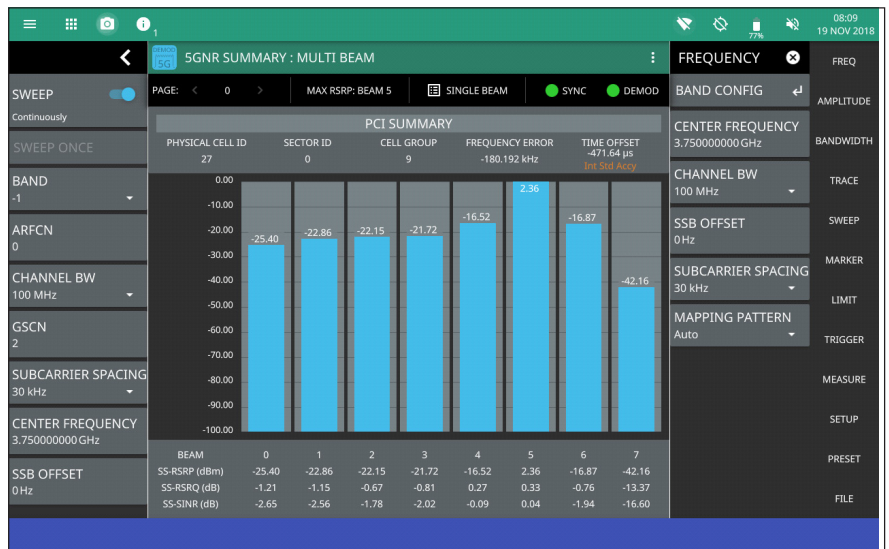 1
77%
08:09
19 NOV 2018
SWEEP
Continuously
SWEEP ONCE
BAND
-1
ARFCN
0
CHANNEL BW
100 MHz
GSCN
2
SUBCARRIER SPACING
30 kHz
CENTER FREQUENCY
3.750000000 GHz
SSB OFFSET
0 Hz
DEMOD
5G
5GNR SUMMARY : MULTI BEAM
PAGE: 0 MAX RSRP: BEAM 5 SINGLE BEAM SYNC DEMOD
PCI SUMMARY
PHYSICAL CELL ID SECTOR ID CELL GROUP FREQUENCY ERROR TIME OFFSET
27 0 9 -180.192 kHz -471.64 µs
Int Std Accy
0.00
-10.00
-20.00
-30.00
-40.00
-50.00
-60.00
-70.00
-80.00
-90.00
-100.00
-25.40 -22.86 -22.15 -21.72 -16.52 2.36 -16.87 -42.16
BEAM 0 1 2 3 4 5 6 7
SS-RSRP (dBm) -25.40 -22.86 -22.15 -21.72 -16.52 2.36 -16.87 -42.16
SS-RSRQ (dB) -1.21 -1.15 -0.67 -0.81 0.27 0.33 -0.76 -13.37
SS-SINR (dB) -2.65 -2.56 -1.78 -2.02 -0.09 0.04 -1.94 -16.60
FREQUENCY
BAND CONFIG
CENTER FREQUENCY
3.750000000 GHz
CHANNEL BW
100 MHz
SSB OFFSET
0 Hz
SUBCARRIER SPACING
30 kHz
MAPPING PATTERN
Auto
FREQ
AMPLITUDE
BANDWIDTH
TRACE
SWEEP
MARKER
LIMIT
TRIGGER
MEASURE
SETUP
PRESET
FILE